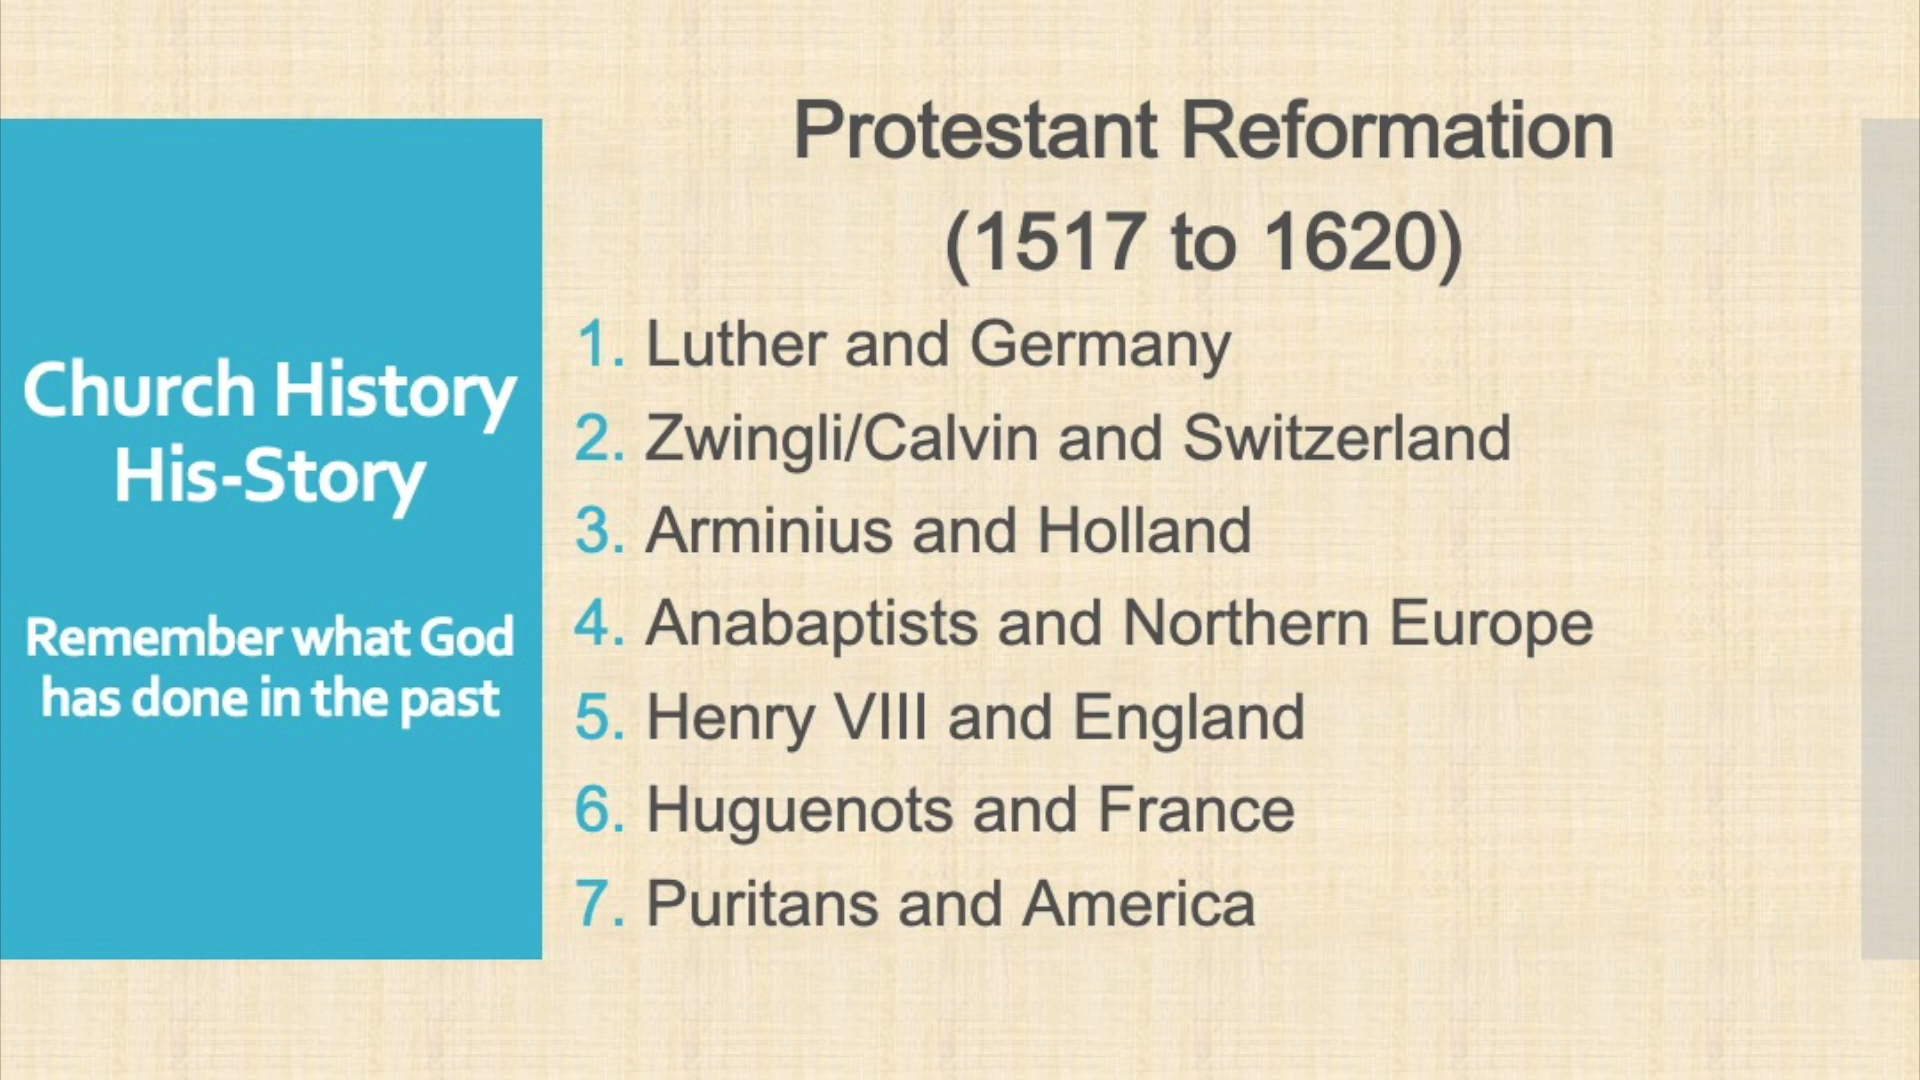 Church History
His-Story
Remember what God
has done in the past
Protestant Reformation
(1517 to 1620)
1. Luther and Germany
2. Zwingli/Calvin and Switzerland
3. Arminius and Holland
4. Anabaptists and Northern Europe
5. Henry VIII and England
6. Huguenots and France
7. Puritans and America